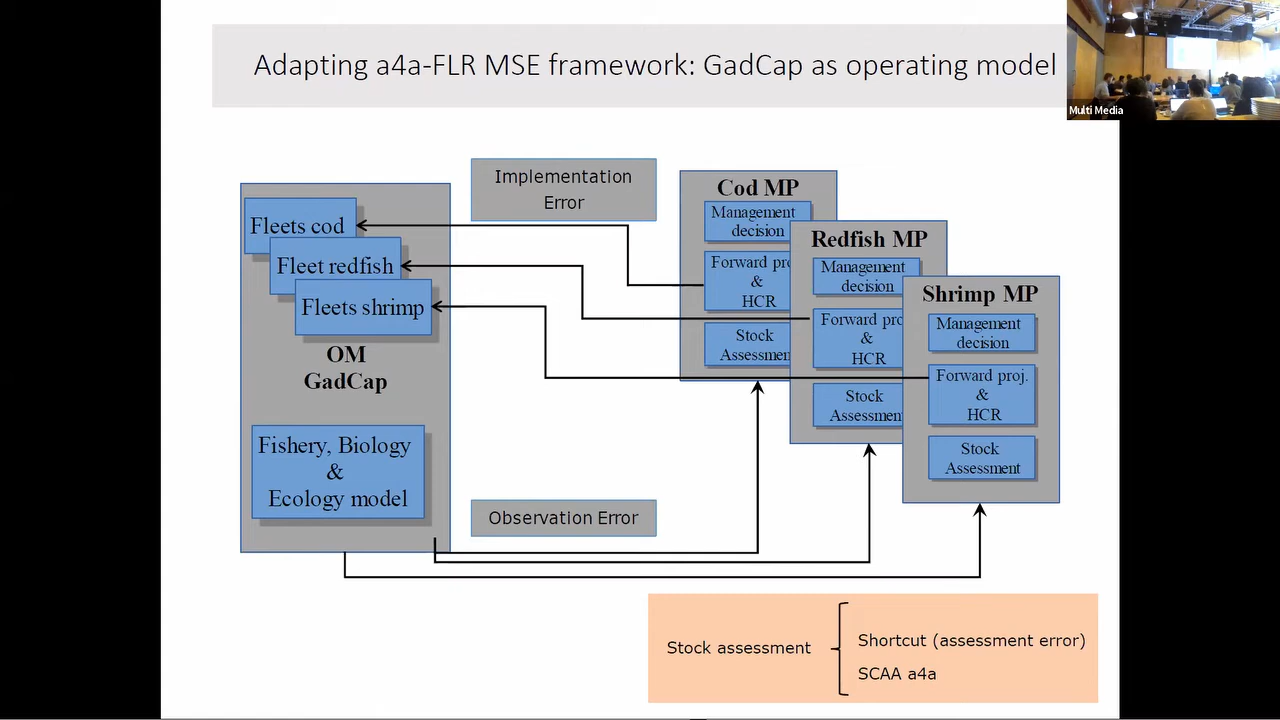 Adapting a4a-FLR MSE framework: GadCap as operating model
Multi Media
Implementation
Error
Fleets cod
Fleet redfish
Fleets shrimp
OM
GadCap
Fishery, Biology
&
Ecology model
Observation Error
Cod MP
Management
decision
Forward pro
&
HCR
Stock
Assessmen
Redfish MP
Management
decision
Forward pro
&
HCR
Stock
Assessmen
Shrimp MP
Management
decision
Forward proj.
&
HCR
Stock
Assessment
Stock assessment
Shortcut (assessment error)
SCAA a4a